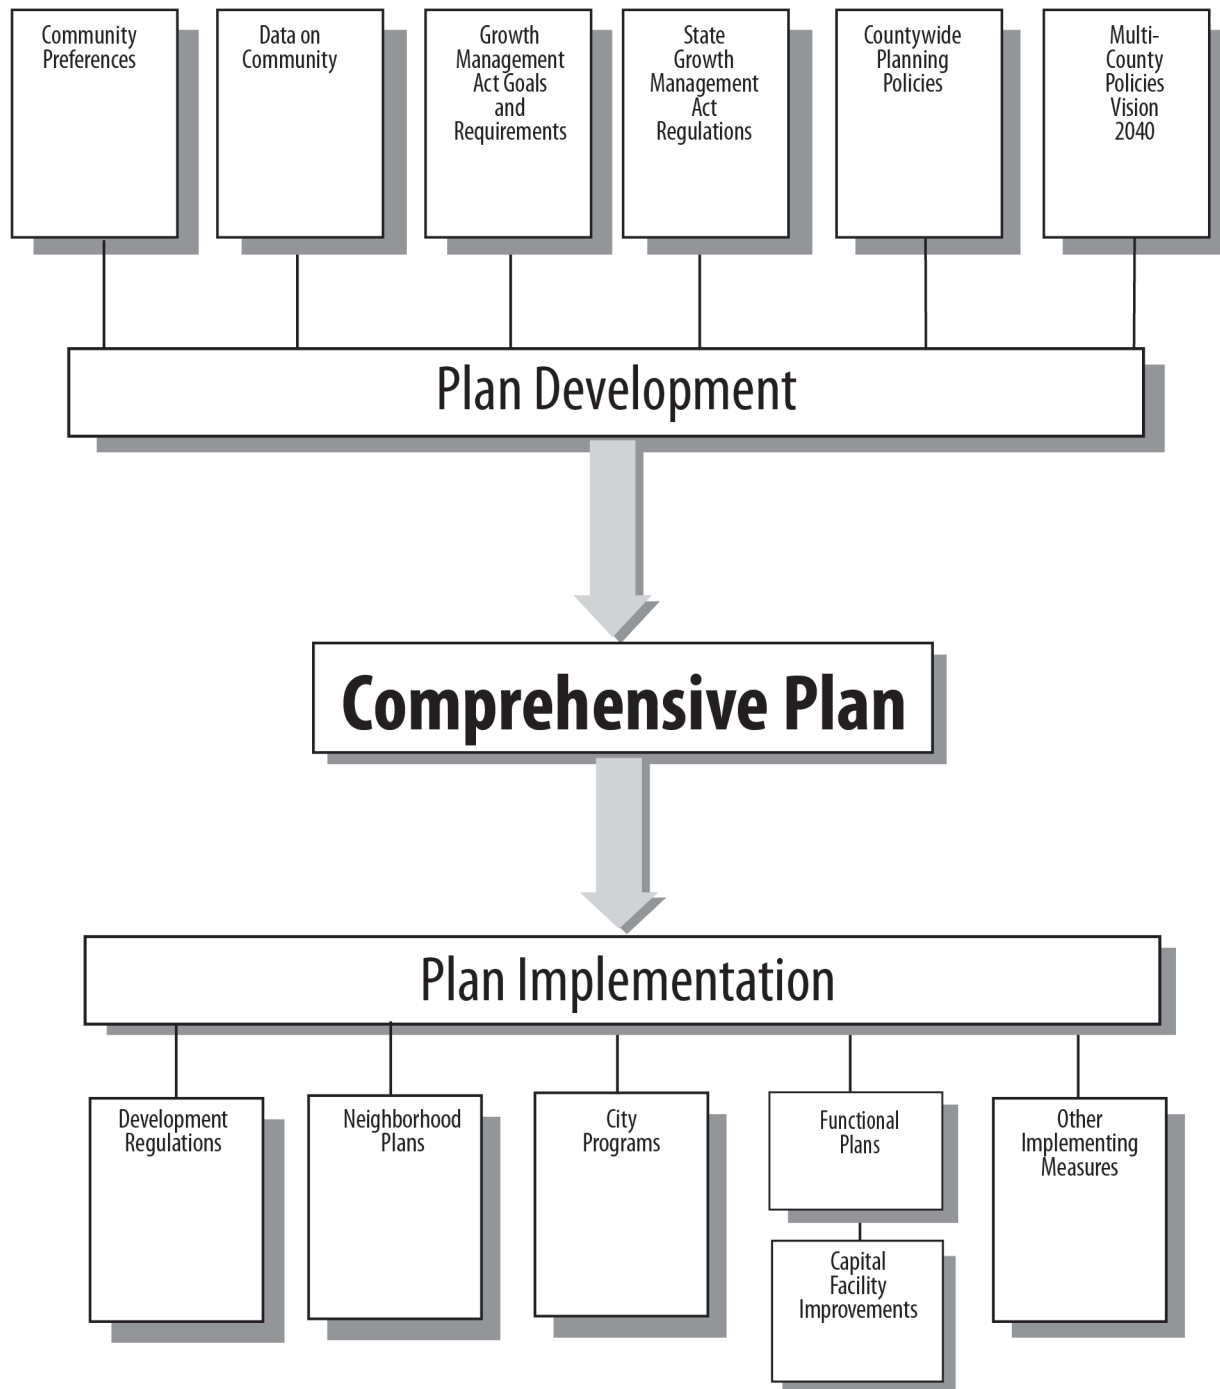 Community
Preferences
Data on
Community
Growth
Management
Act Goals
and
Requirements
State
Growth
Management
Act
Regulations
Countywide
Planning
Policies
Multi-
County
Policies
Vision
2040
Plan Development
Comprehensive Plan
Plan Implementation
Development
Regulations
Neighborhood
Plans
City
Programs
Functional
Plans
Capital
Facility
Improvements
Other
Implementing
Measures